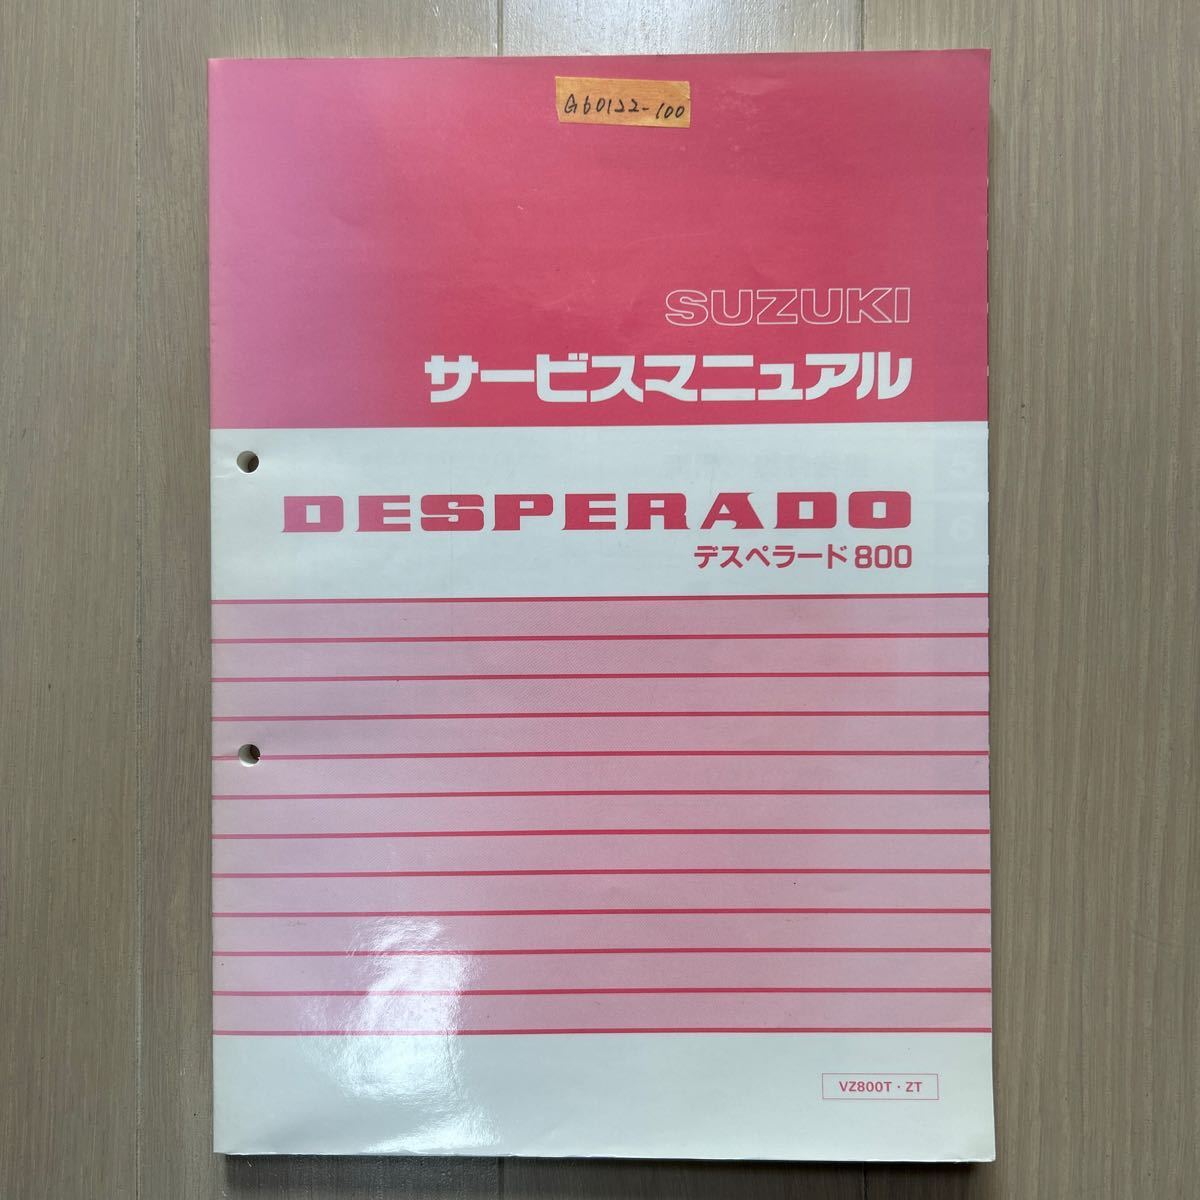 G60122-100
SUZUKI
サービスマニュアル
DESPERADO
デスペラード800
VZ800T・ZT